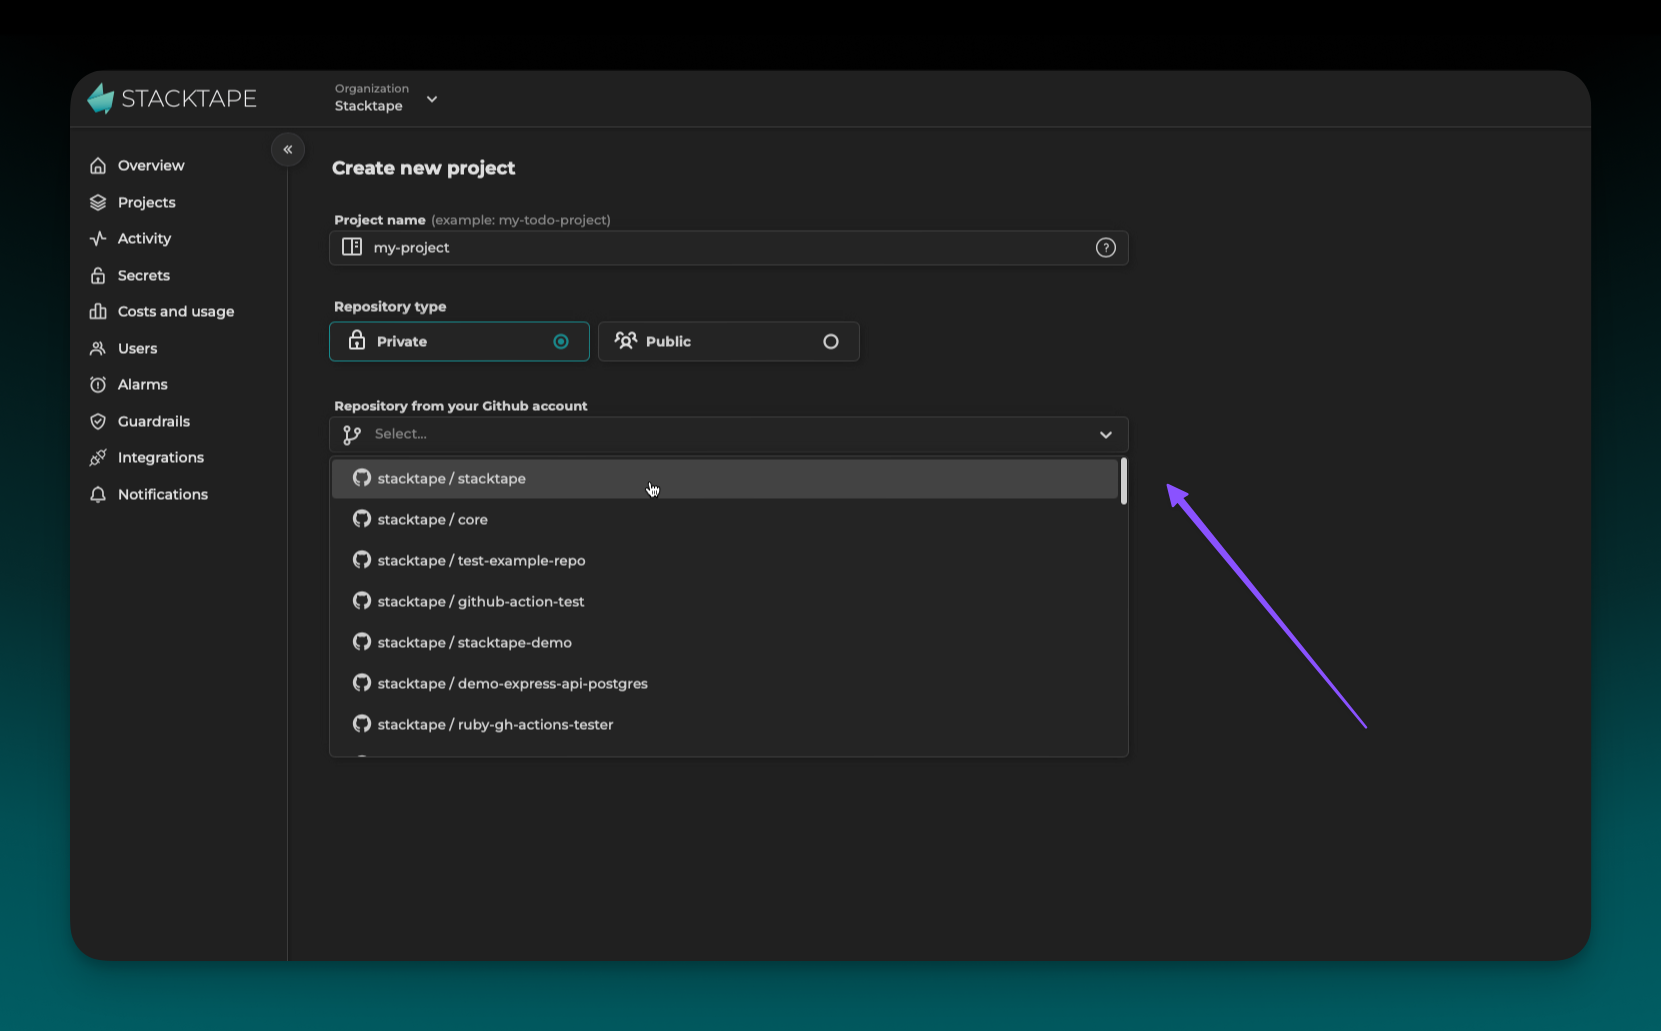 STACKTAPE
Organization
Stacktape
Overview
Projects
Activity
Secrets
Costs and usage
Users
Alarms
Guardrails
Integrations
Notifications
Create new project
Project name (example: my-todo-project)
my-project
Repository type
Private
Public
Repository from your Github account
Select...
stacktape / stacktape
stacktape / core
stacktape / test-example-repo
stacktape / github-action-test
stacktape / stacktape-demo
stacktape / demo-express-api-postgres
stacktape / ruby-gh-actions-tester